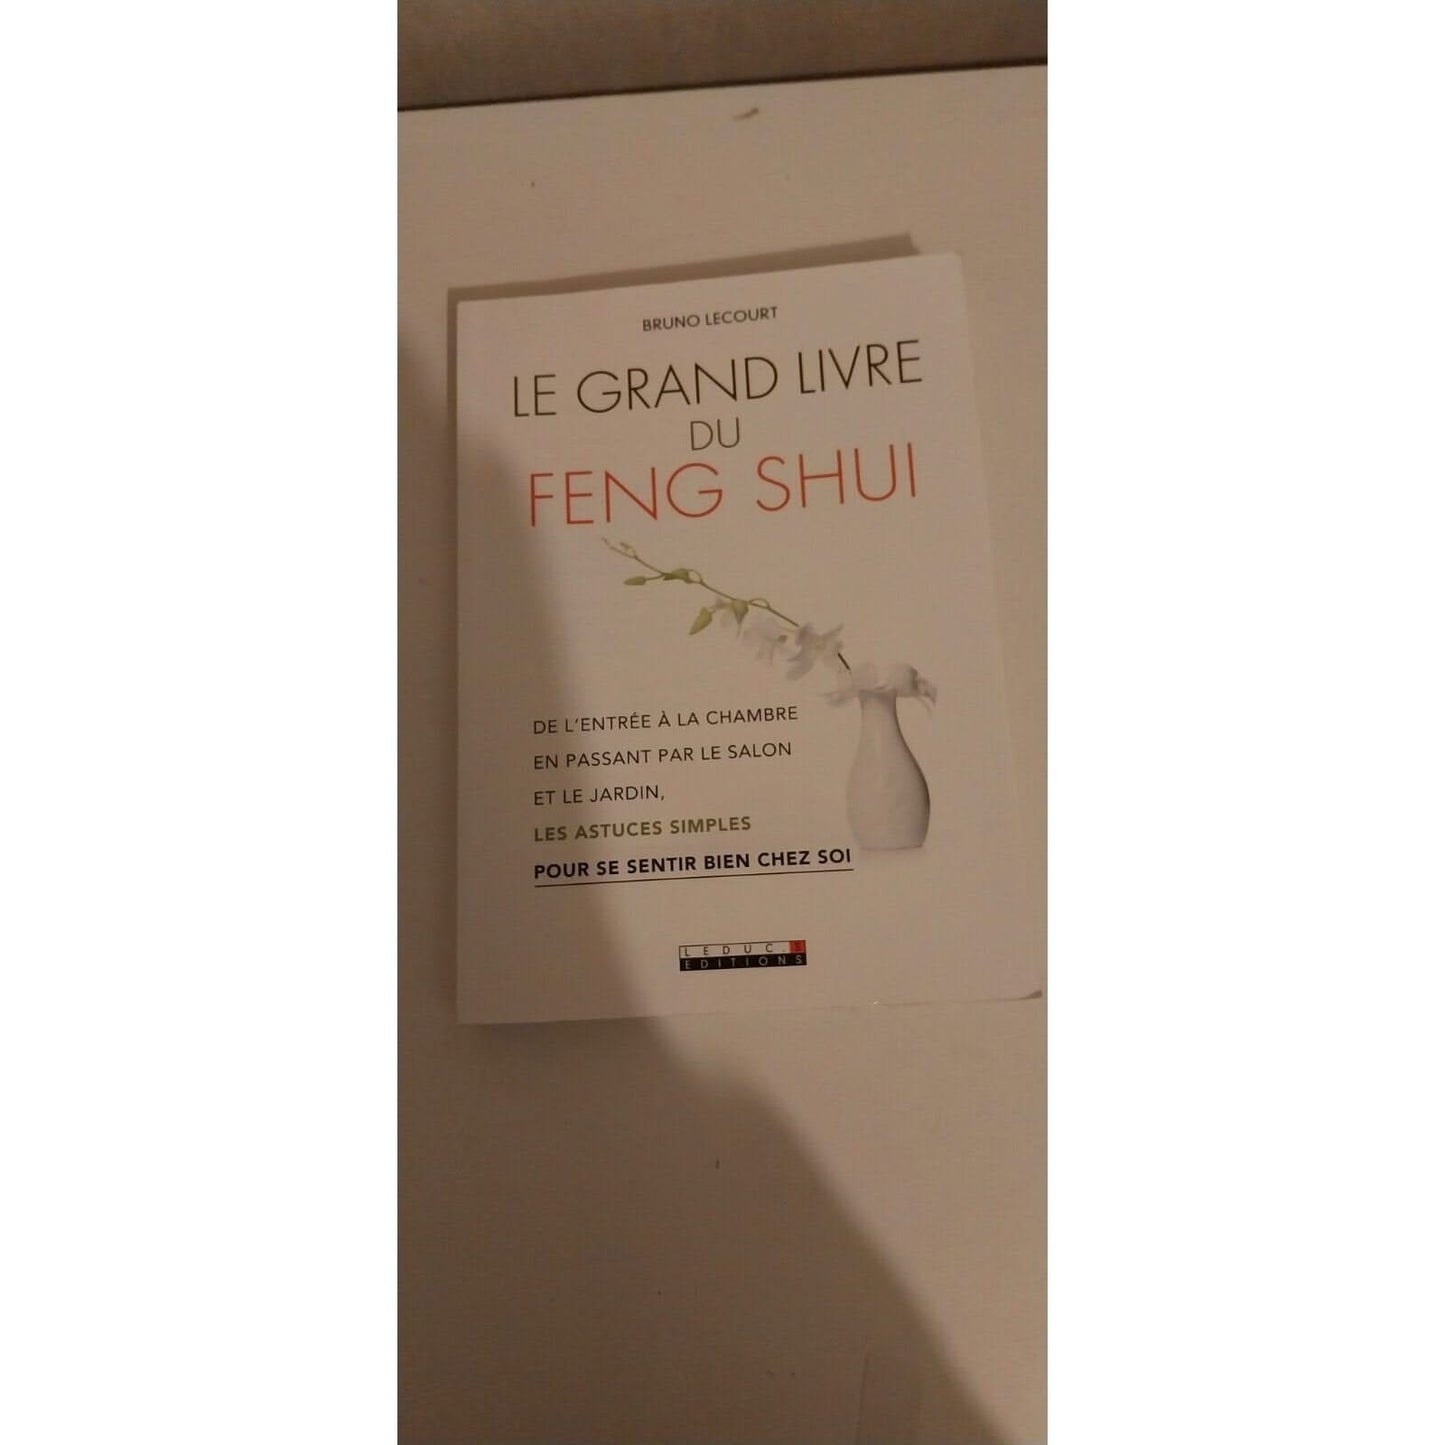 BRUNO LECOURT
LE GRAND LIVRE
DU
FENG SHUI
DE L'ENTRÉE À LA CHAMBRE
EN PASSANT PAR LE SALON
ET LE JARDIN,
LES ASTUCES SIMPLES
POUR SE SENTIR BIEN CHEZ SOI
LEDUC.S
EDITIONS